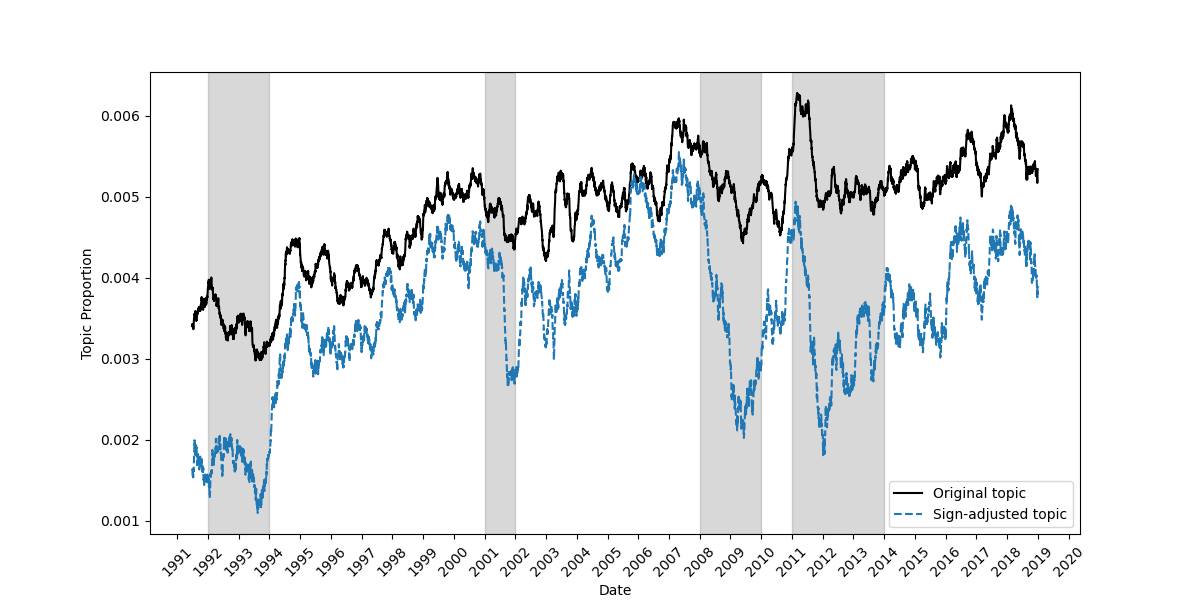 Topic Proportion
0.006
0.005
0.004
0.003
0.002
0.001
Original topic
Sign-adjusted topic
1991 1992 1993 1994 1995 1996 1997 1998 1999 2000 2001 2002 2003 2004 2005 2006 2007 2008 2009 2010 2011 2012 2013 2014 2015 2016 2017 2018 2019 2020
Date